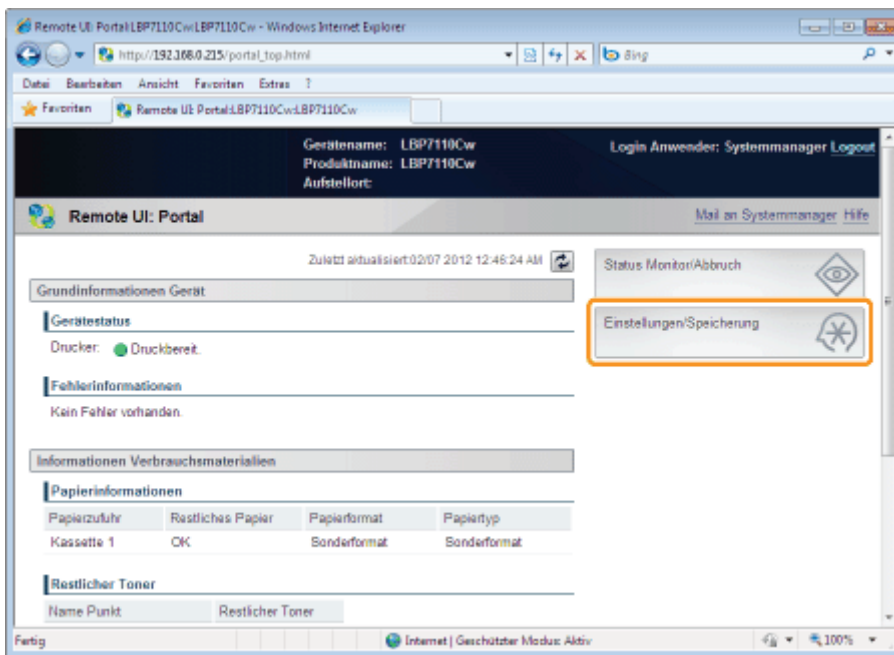 Remote UI: Portal:LBP7110Cw:LBP7110Cw - Windows Internet Explorer
http://192.168.0.215/portal_top.html
Bing
Datei Bearbeiten Ansicht Favoriten Extras ?
Favoriten Remote UI: Portal:LBP7110Cw:LBP7110Cw
Gerätename: LBP7110Cw
Login Anwender: Systemmanager Logout
Produktname: LBP7110Cw
Aufstellort:
Remote UI: Portal
Mail an Systemmanager Hilfe
Zuletzt aktualisiert:02/07 2012 12:46:24 AM
Status Monitor/Abbruch
Grundinformationen Gerät
Gerätestatus
Einstellungen/Speicherung
Drucker: Druckbereit.
Fehlerinformationen
Kein Fehler vorhanden.
Informationen Verbrauchsmaterialien
Papierinformationen
Papierzufuhr Restliches Papier Papierformat Papiertyp
Kassette 1 OK Sonderformat Sonderformat
Restlicher Toner
Name Punkt Restlicher Toner
Fertig Internet | Geschützter Modus: Aktiv 100%